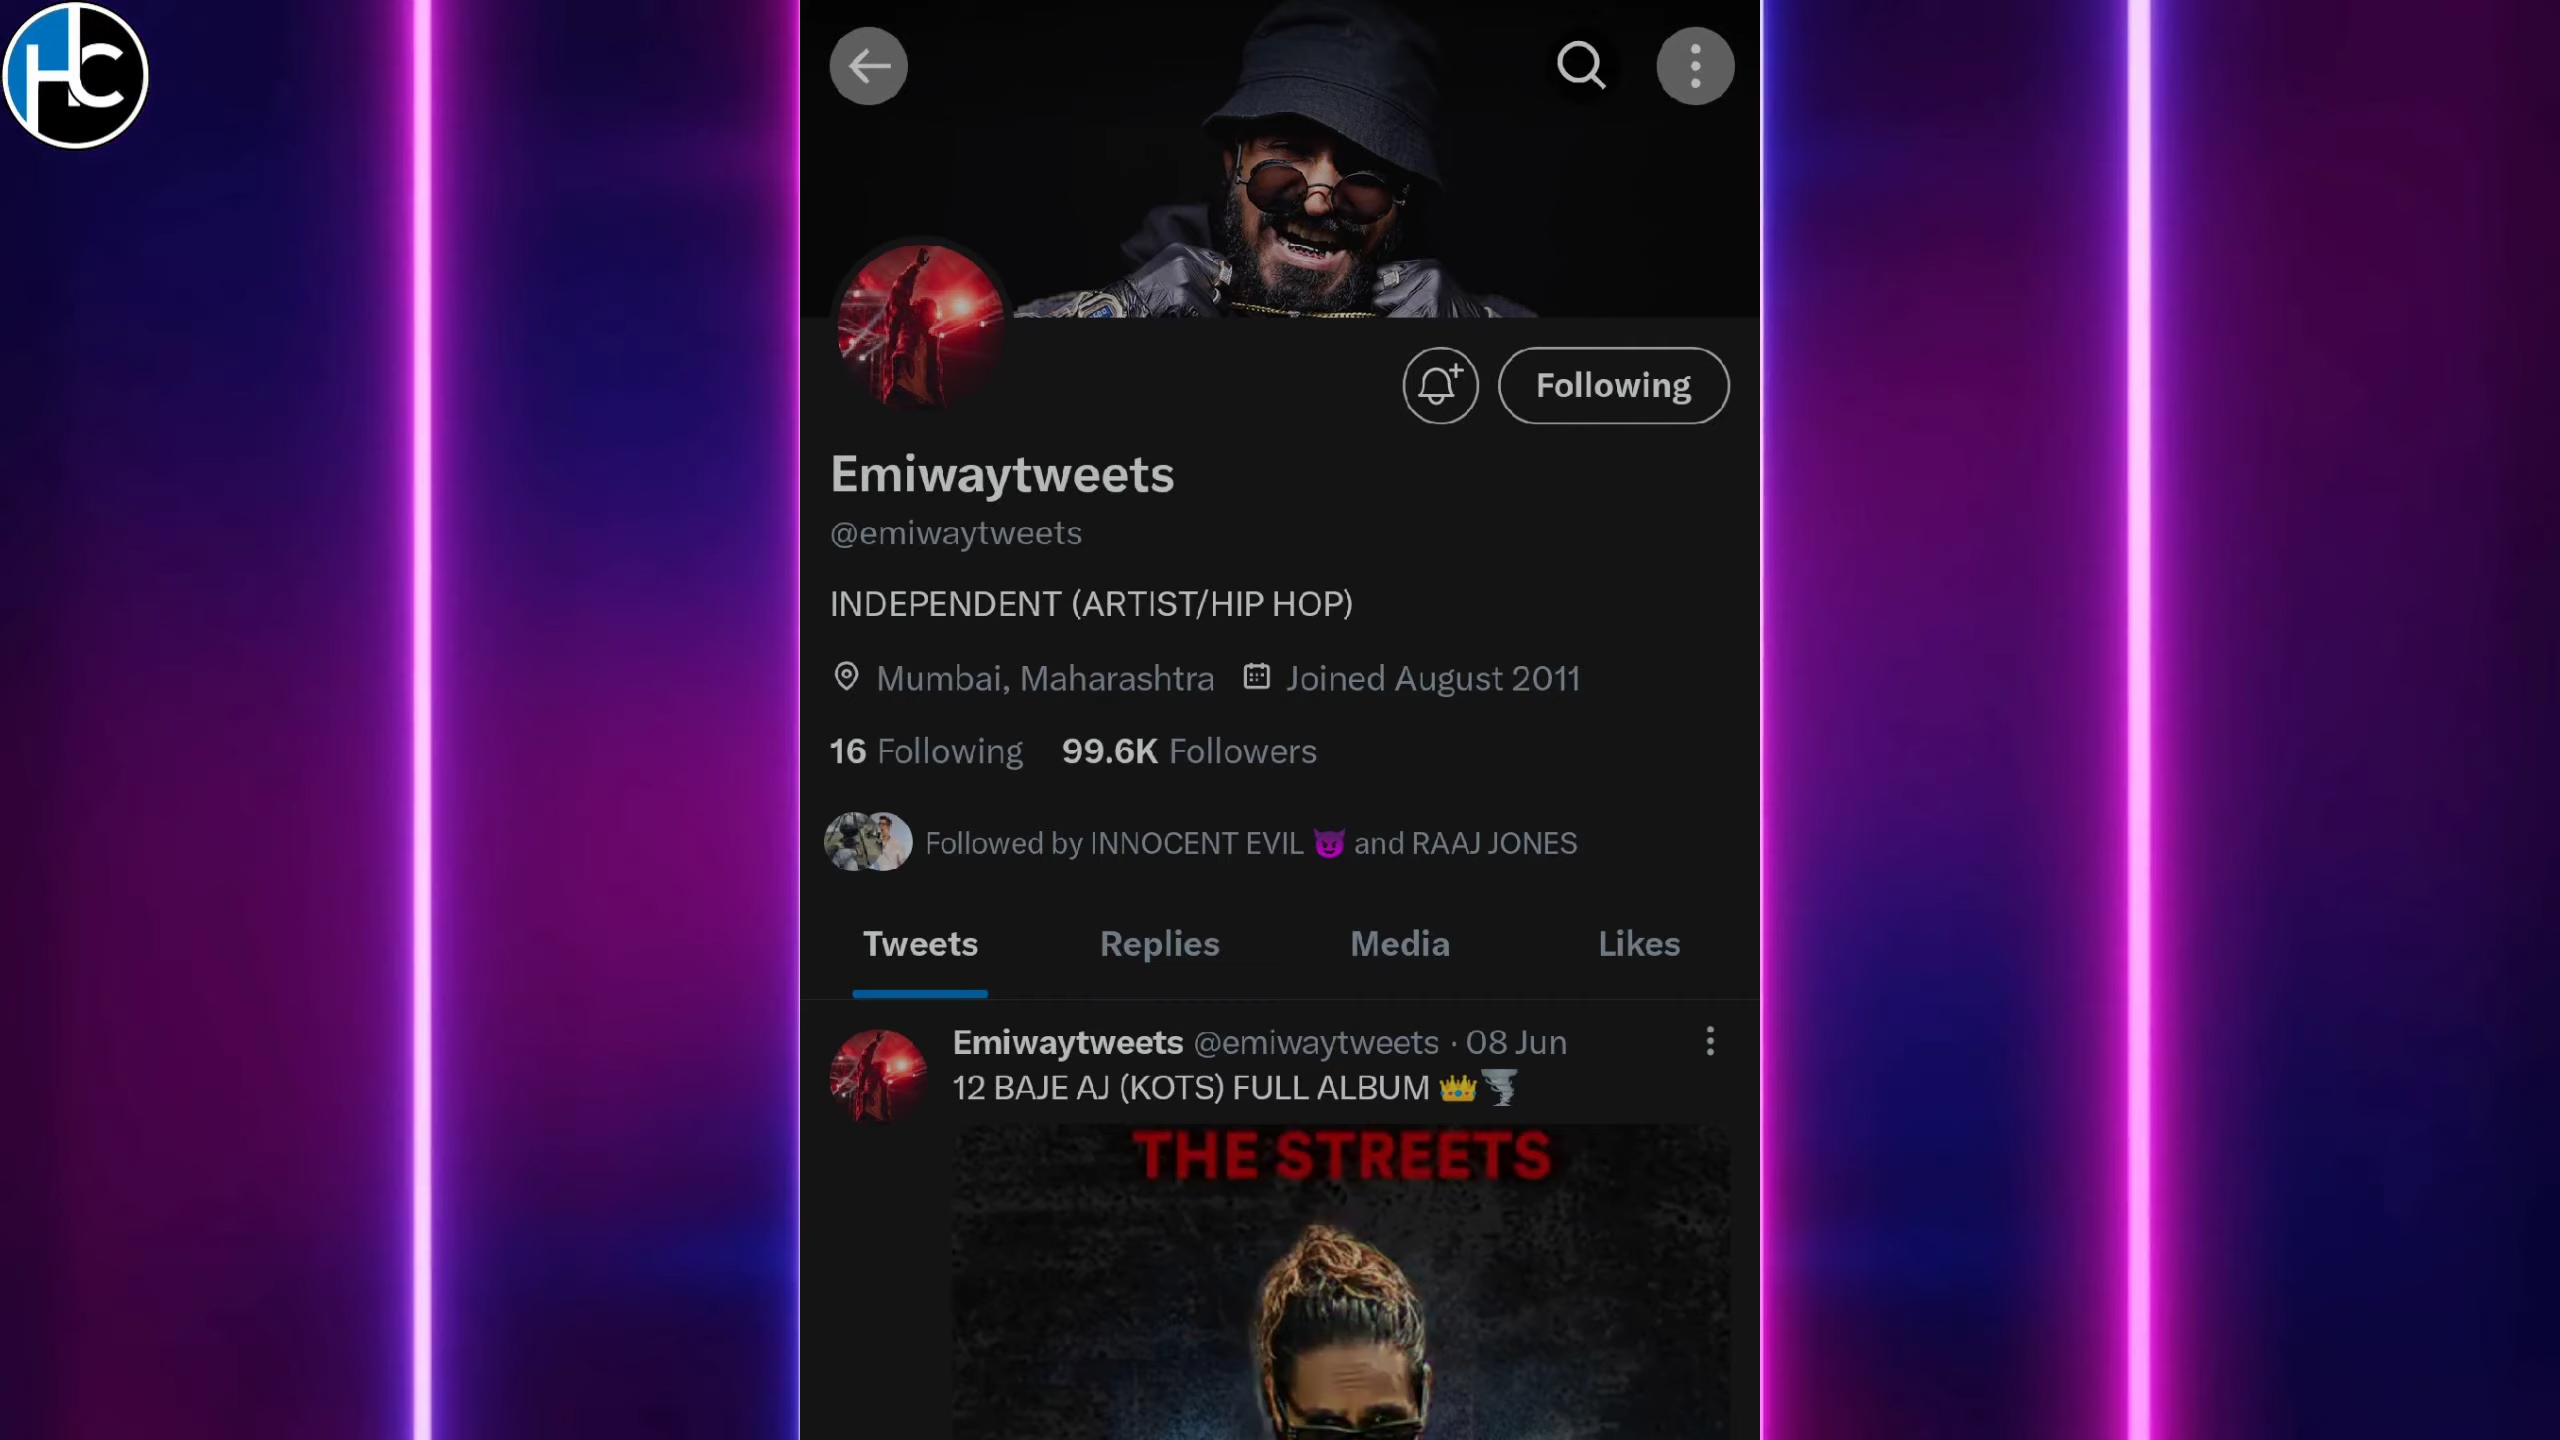 HC
Following
Emiwaytweets
@emiwaytweets
INDEPENDENT (ARTIST/HIP HOP)
Mumbai, Maharashtra Joined August 2011
16 Following 99.6K Followers
Followed by INNOCENT EVIL 😈 and RAAJ JONES
Tweets Replies Media Likes
Emiwaytweets @emiwaytweets · 08 Jun
12 BAJE AJ (KOTS) FULL ALBUM 👑🌪️
THE STREETS